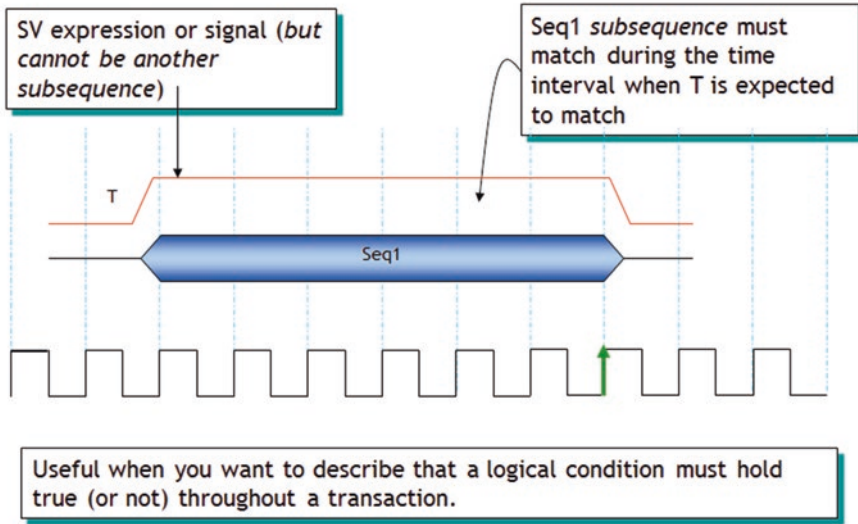 SV expression or signal (but
cannot be another
subsequence)
Seq1 subsequence must
match during the time
interval when T is expected
to match
T
Seq1
Useful when you want to describe that a logical condition must hold
true (or not) throughout a transaction.